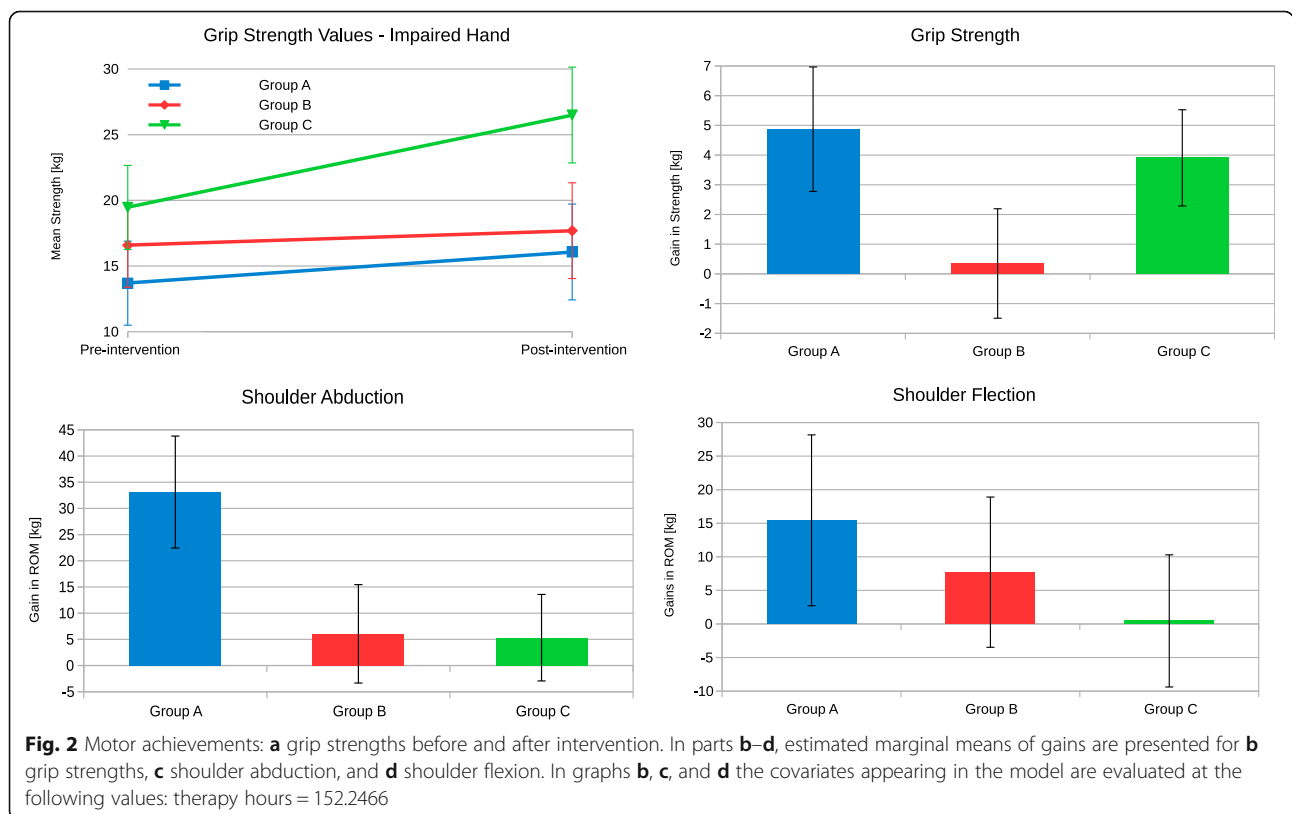 Grip Strength Values - Impaired Hand
30
25
20
15
10
Mean Strength [kg]
Group A
Group B
Group C
Pre-intervention
Post-intervention
Grip Strength
7
6
5
4
3
2
1
0
-1
-2
Gain in Strength [kg]
Group A
Group B
Group C
Shoulder Abduction
45
40
35
30
25
20
15
10
5
0
-5
Gain in ROM [kg]
Group A
Group B
Group C
Shoulder Flection
30
25
20
15
10
5
0
-5
-10
Gains in ROM [kg]
Group A
Group B
Group C
Fig. 2 Motor achievements: a grip strengths before and after intervention. In parts b–d, estimated marginal means of gains are presented for b
grip strengths, c shoulder abduction, and d shoulder flexion. In graphs b, c, and d the covariates appearing in the model are evaluated at the
following values: therapy hours = 152.2466